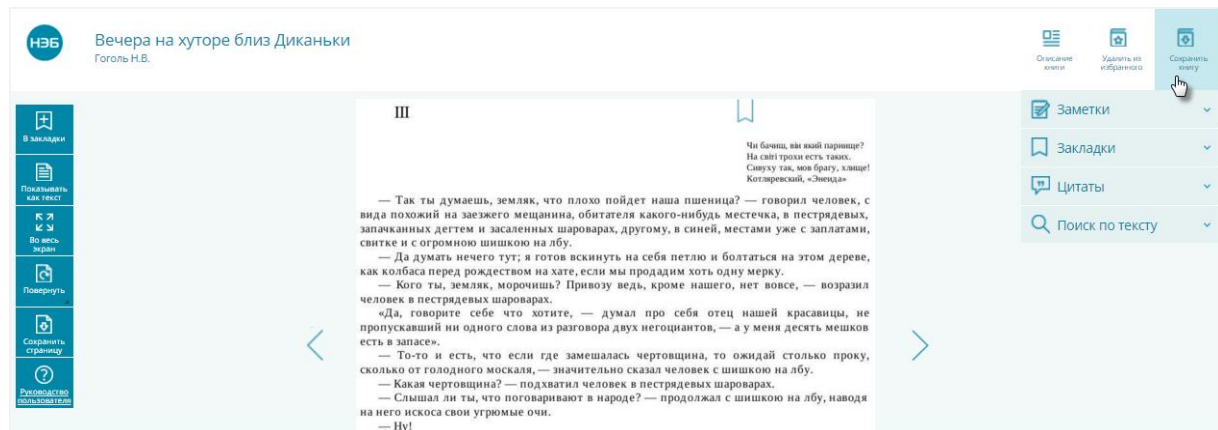 НЭБ
Вечера на хуторе близ Диканьки
Гоголь Н.В.
Описание
книги
Удалить из
избранного
Сохранить
книгу
В закладки
Показывать
как текст
Во весь
экран
Повернуть
Сохранить
страницу
Руководство
пользователя
III
Чи бачиш, він який парнище?
На світі трохи есть таких.
Сивуху так, мов брагу, хлище!
Котляревский, «Энеида»
— Так ты думаешь, земляк, что плохо пойдет наша пшеница? — говорил человек, с
вида похожий на заезжего мещанина, обитателя какого-нибудь местечка, в пестрядевых,
запачканных дегтем и засаленных шароварах, другому, в синей, местами уже с заплатами,
свитке и с огромною шишкою на лбу.
— Да думать нечего тут; я готов вскинуть на себя петлю и болтаться на этом дереве,
как колбаса перед рождеством на хате, если мы продадим хоть одну мерку.
— Кого ты, земляк, морочишь? Привозу ведь, кроме нашего, нет вовсе, — возразил
человек в пестрядевых шароварах.
«Да, говорите себе что хотите, — думал про себя отец нашей красавицы, не
пропускавший ни одного слова из разговора двух негоциантов, — а у меня десять мешков
есть в запасе».
— То-то и есть, что если где замешалась чертовщина, то ожидай столько проку,
сколько от голодного москаля, — значительно сказал человек с шишкою на лбу.
— Какая чертовщина? — подхватил человек в пестрядевых шароварах.
— Слышал ли ты, что поговаривают в народе? — продолжал с шишкою на лбу, наводя
на него искоса свои угрюмые очи.
— Ну!
Заметки
Закладки
Цитаты
Поиск по тексту